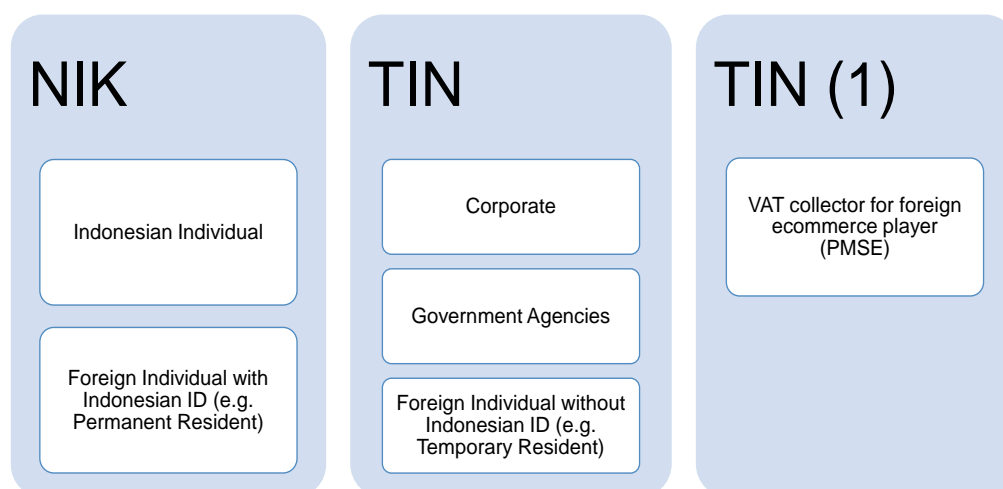 NIK
Indonesian Individual
Foreign Individual with
Indonesian ID (e.g.
Permanent Resident)
TIN
Corporate
Government Agencies
Foreign Individual without
Indonesian ID (e.g.
Temporary Resident)
TIN (1)
VAT collector for foreign
ecommerce player
(PMSE)